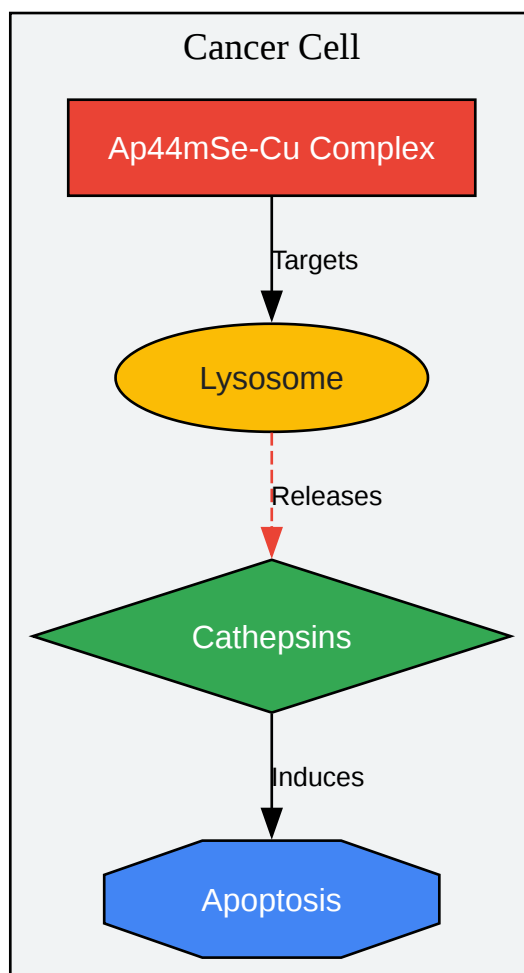 Cancer Cell
Ap44mSe-Cu Complex
Targets
Lysosome
Releases
Cathepsins
Induces
Apoptosis